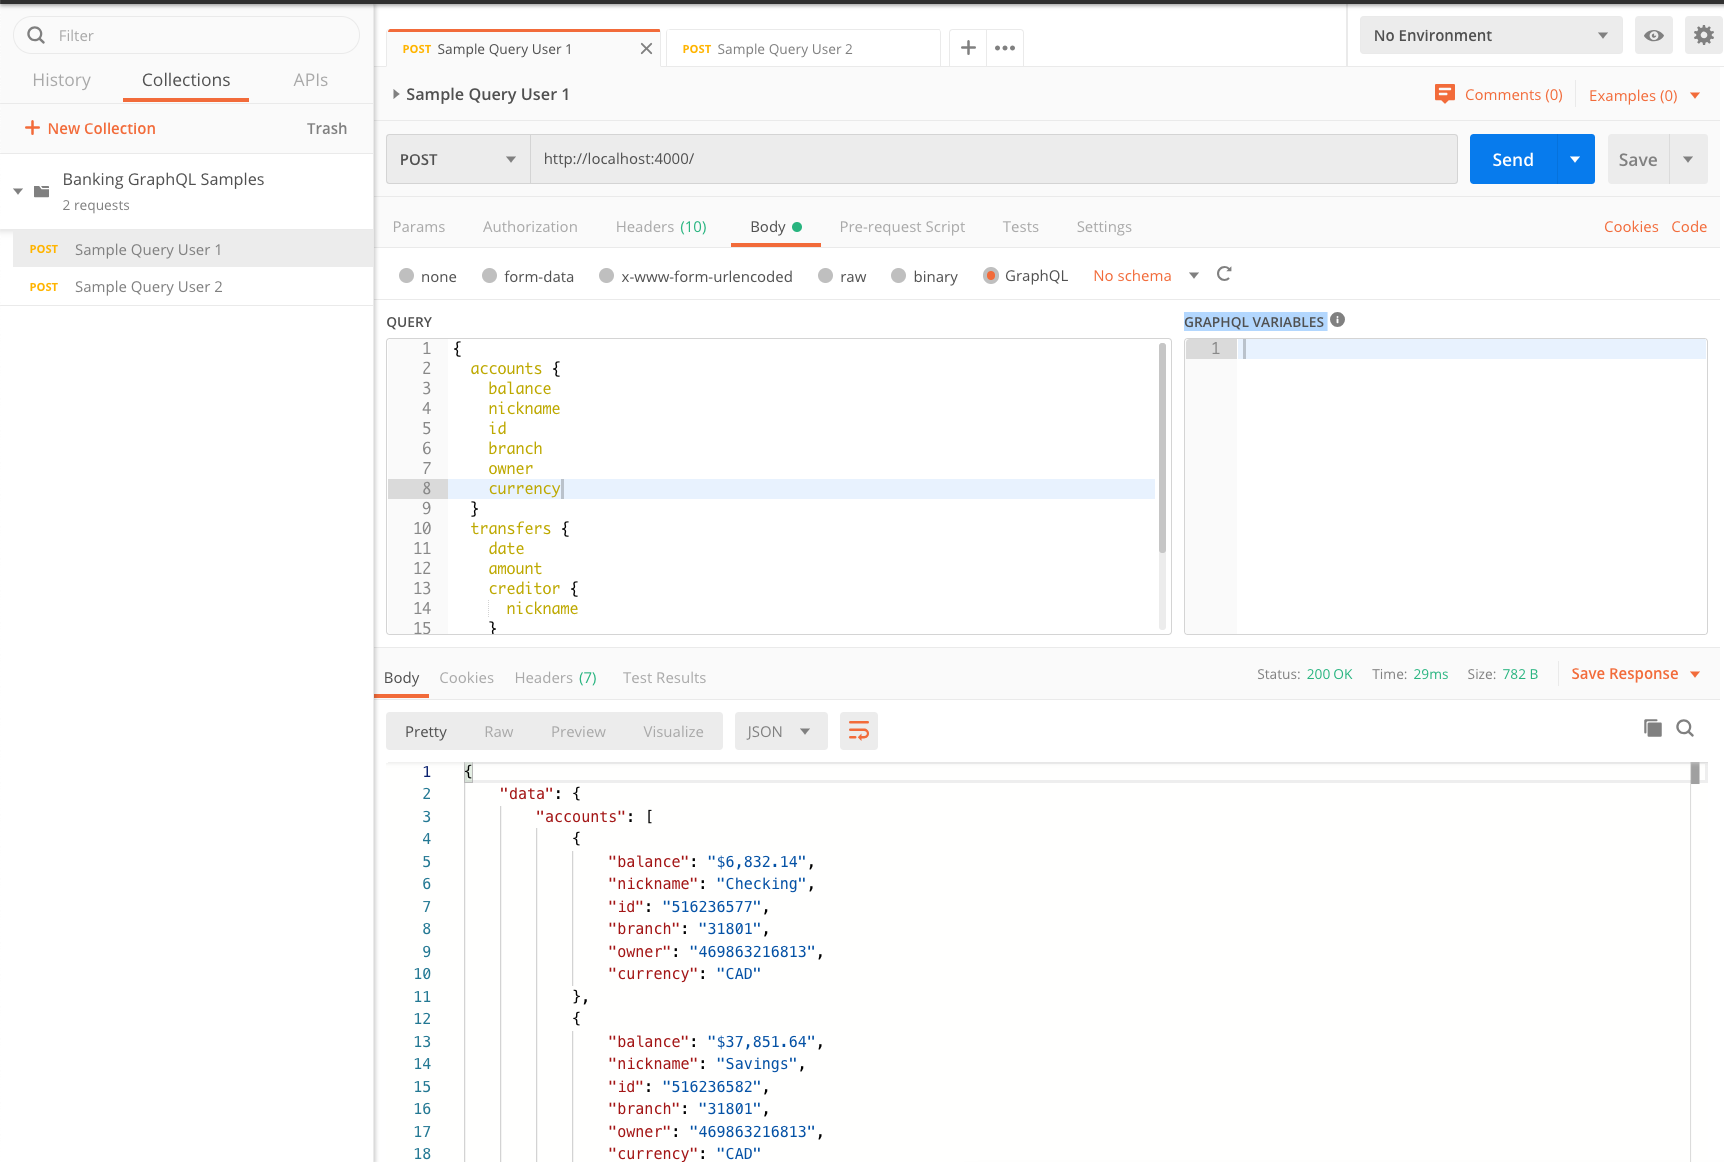 Filter
History Collections APIs
New Collection Trash
Banking GraphQL Samples
2 requests
POST Sample Query User 1
POST Sample Query User 2
POST Sample Query User 1
POST Sample Query User 2
No Environment
Sample Query User 1
Comments (0)
Examples (0)
POST http://localhost:4000/
Send
Save
Params Authorization Headers (10) Body Pre-request Script Tests Settings
Cookies Code
none form-data x-www-form-urlencoded raw binary GraphQL No schema
QUERY
1 {
2 accounts {
3 balance
4 nickname
5 id
6 branch
7 owner
8 currency
9 }
10 transfers {
11 date
12 amount
13 creditor {
14 nickname
15 }
GRAPHQL VARIABLES
1
Body Cookies Headers (7) Test Results
Status: 200 OK Time: 29ms Size: 782 B
Save Response
Pretty Raw Preview Visualize JSON
1 {
2 "data": {
3 "accounts": [
4 {
5 "balance": "$6,832.14",
6 "nickname": "Checking",
7 "id": "516236577",
8 "branch": "31801",
9 "owner": "469863216813",
10 "currency": "CAD"
11 },
12 {
13 "balance": "$37,851.64",
14 "nickname": "Savings",
15 "id": "516236582",
16 "branch": "31801",
17 "owner": "469863216813",
18 "currency": "CAD"